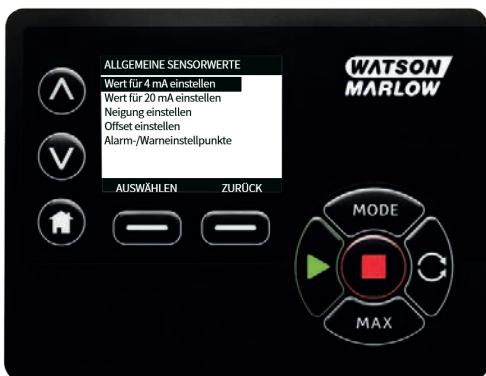 ALLGEMEINE SENSORWERTE
Wert für 4 mA einstellen
Wert für 20 mA einstellen
Neigung einstellen
Offset einstellen
Alarm-/Warneinstellpunkte
AUSWÄHLEN ZURÜCK
WATSON
MARLOW
MODE
MAX